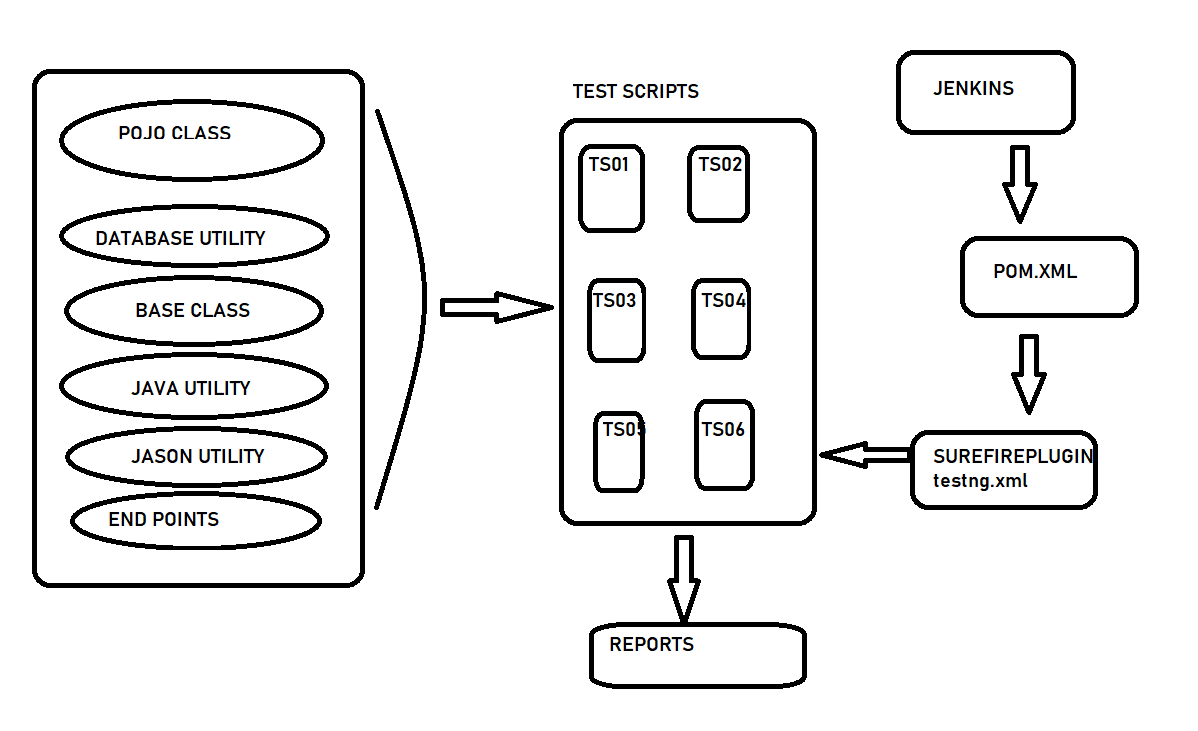 POJO CLASS
DATABASE UTILITY
BASE CLASS
JAVA UTILITY
JASON UTILITY
END POINTS
TEST SCRIPTS
TS01
TS02
TS03
TS04
TS05
TS06
REPORTS
JENKINS
POM.XML
SUREFIREPLUGIN
testng.xml